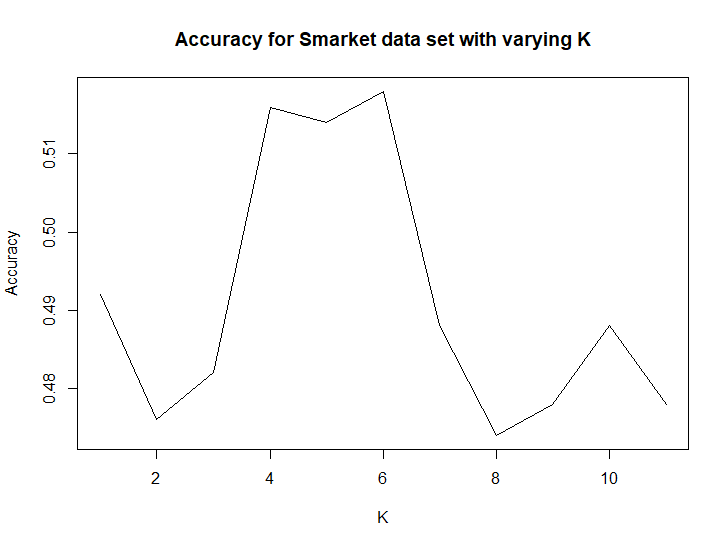 Accuracy for Smarket data set with varying K
Accuracy
0.51
0.50
0.49
0.48
2 4 6 8 10
K